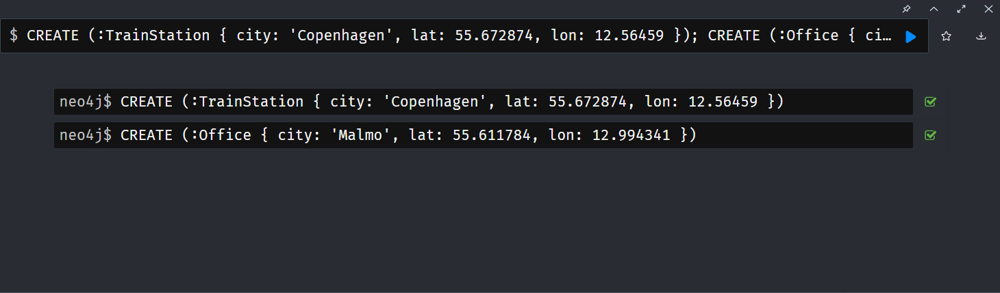 $ CREATE (:TrainStation { city: 'Copenhagen', lat: 55.672874, lon: 12.56459 }); CREATE (:Office { ci…
neo4j$ CREATE (:TrainStation { city: 'Copenhagen', lat: 55.672874, lon: 12.56459 })
neo4j$ CREATE (:Office { city: 'Malmo', lat: 55.611784, lon: 12.994341 })